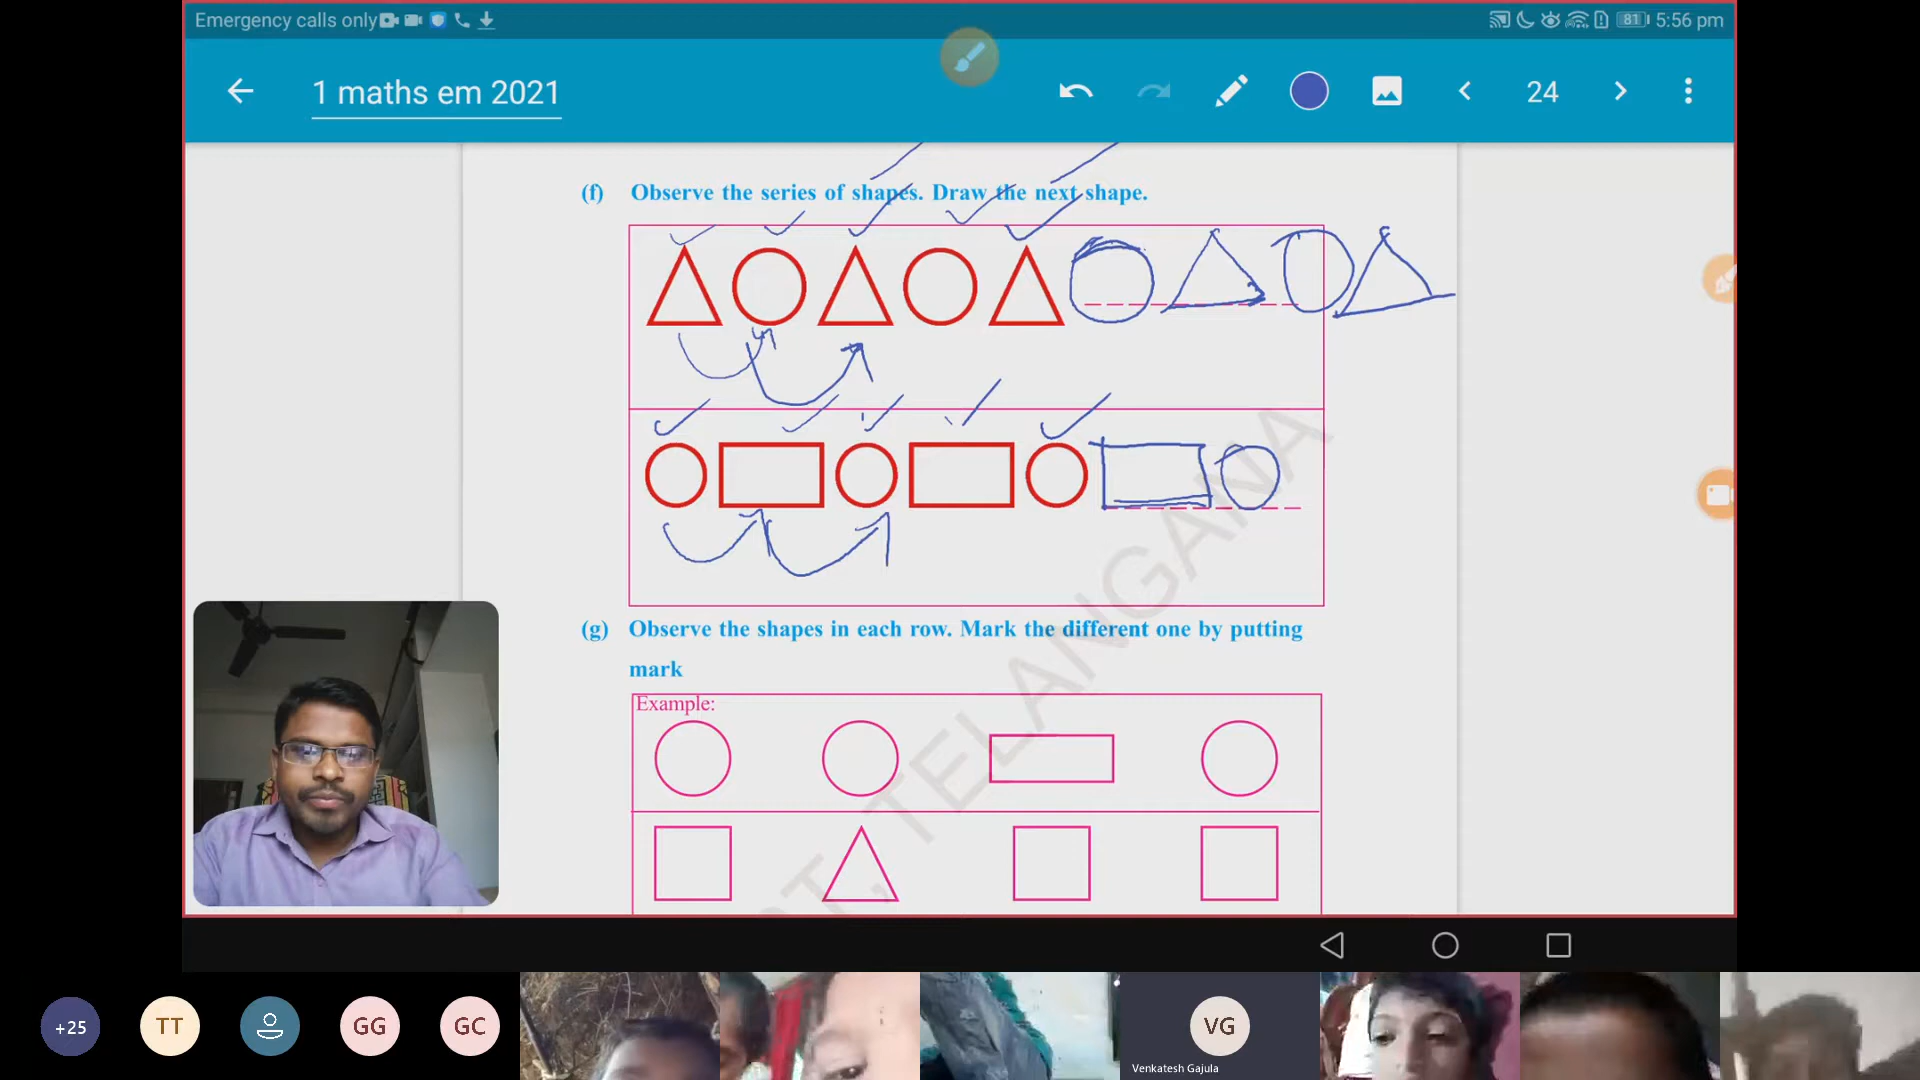 Emergency calls only
81 5:56 pm
1 maths em 2021
24
(f) Observe the series of shapes. Draw the next shape.
(g) Observe the shapes in each row. Mark the different one by putting
mark
Example:
T, TELANGANA
+25
TT
GG
GC
VG
Venkatesh Gajula